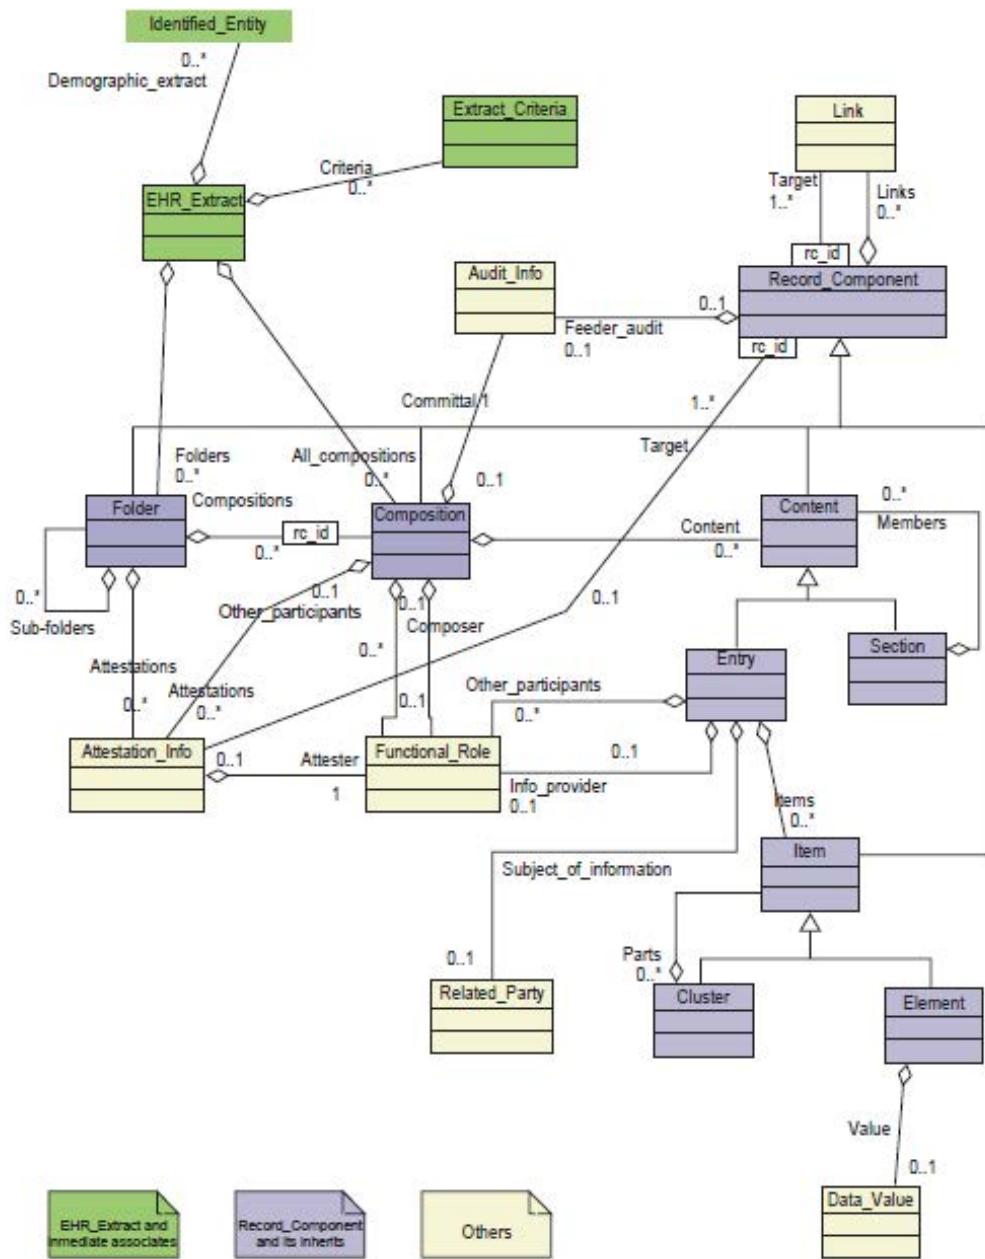 Identified_Entity
0..*
Demographic_extract
Extract_Criteria
Link
Criteria
0..*
EHR_Extract
Target
1..*
Links
0..*
rc_id
Audit_Info
Record_Component
0..1
Feeder_audit
0..1
rc_id
Committal 1
1..*
Target
Folders
0..*
All_compositions
0..*
0..1
Compositions
Folder
rc_id
0..*
Composition
Content
0..*
Content
0..*
Members
0..*
Sub-folders
0..1
Other_participants
0..1
Composer
0..1
Entry
Section
Attestations
0..*
Attestations
0..*
0..*
0..1
Other_participants
0..*
Attestation_Info
0..1
Attester
1
Functional_Role
0..1
Info_provider
0..1
Items
0..*
Item
Subject_of_information
0..1
Parts
0..*
Related_Party
Cluster
Element
Value
0..1
Data_Value
EHR_Extract and
inmediate associates
Record_Component
and Its Inherits
Others